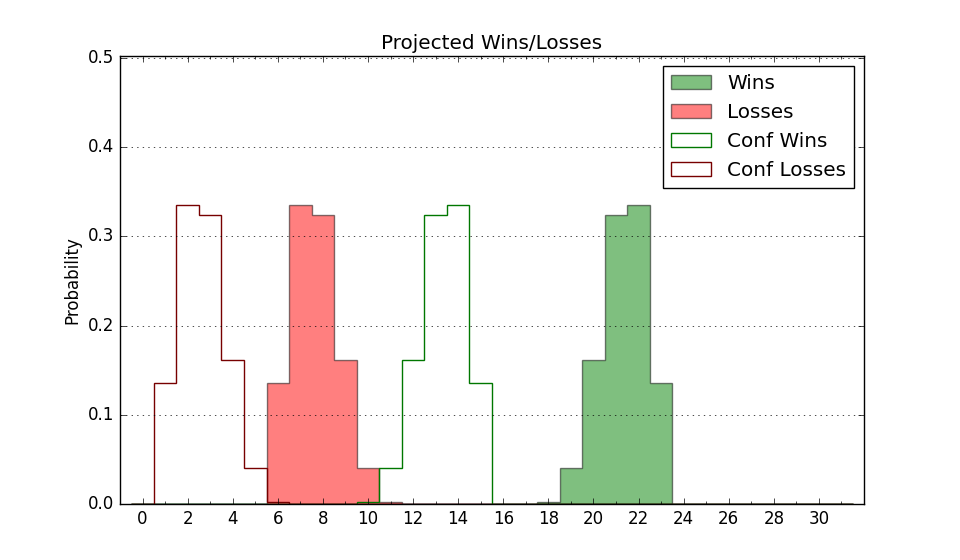 Projected Wins/Losses
0.5
0.4
0.3
0.2
0.1
0.0
Probability
Wins
Losses
Conf Wins
Conf Losses
0 2 4 6 8 10 12 14 16 18 20 22 24 26 28 30